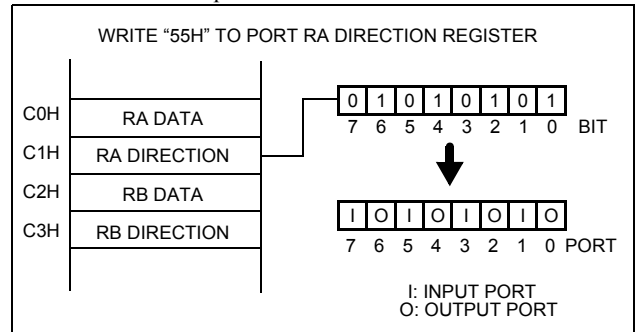 WRITE “55H” TO PORT RA DIRECTION REGISTER
0 1 0 1 0 1 0 1
7 6 5 4 3 2 1 0 BIT
C0H RA DATA
C1H RA DIRECTION
C2H RB DATA
C3H RB DIRECTION
I O I O I O I O
7 6 5 4 3 2 1 0 PORT
I: INPUT PORT
O: OUTPUT PORT